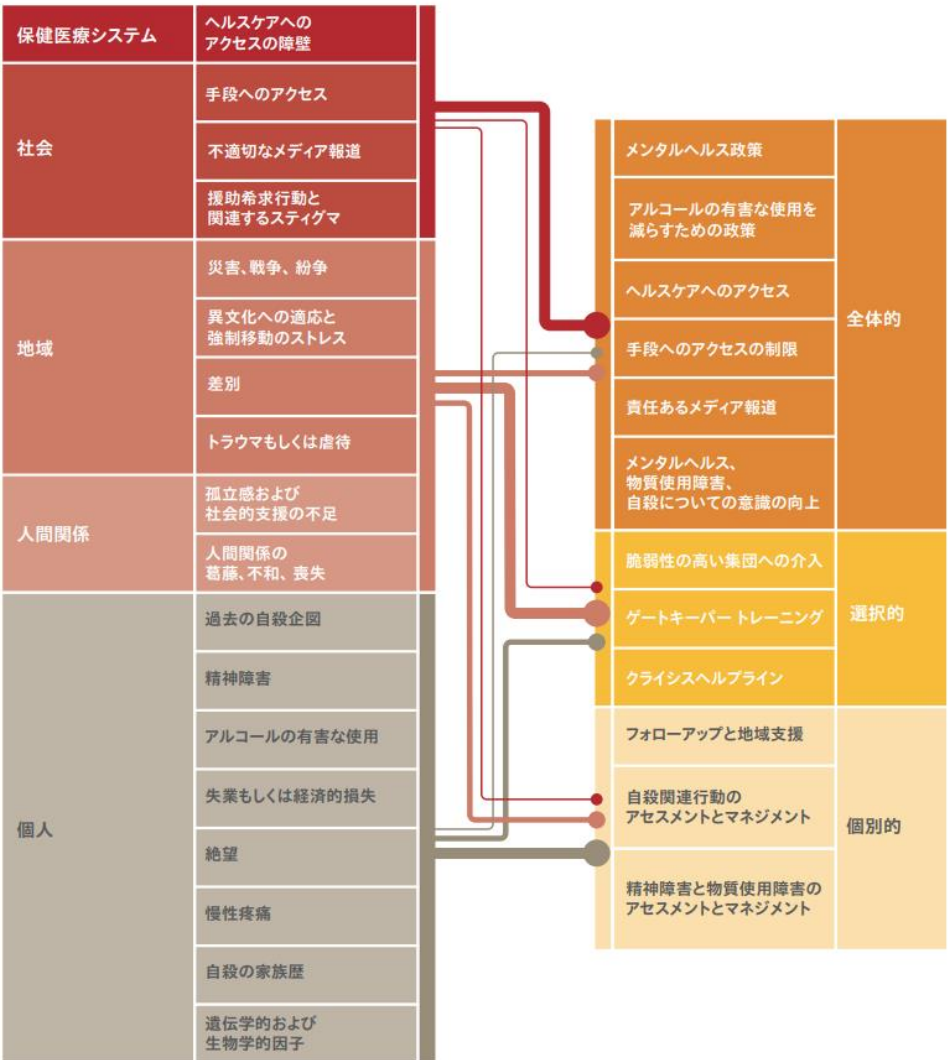 保健医療システム
ヘルスケアへの
アクセスの障壁
社会
手段へのアクセス
不適切なメディア報道
援助希求行動と
関連するスティグマ
地域
災害、戦争、紛争
異文化への適応と
強制移動のストレス
差別
トラウマもしくは虐待
人間関係
孤立感および
社会的支援の不足
人間関係の
葛藤、不和、喪失
個人
過去の自殺企図
精神障害
アルコールの有害な使用
失業もしくは経済的損失
絶望
慢性疼痛
自殺の家族歴
遺伝学的および
生物学的因子
メンタルヘルス政策
アルコールの有害な使用を
減らすための政策
ヘルスケアへのアクセス
手段へのアクセスの制限
責任あるメディア報道
メンタルヘルス、
物質使用障害、
自殺についての意識の向上
全体的
脆弱性の高い集団への介入
ゲートキーパー トレーニング
クライシスヘルプライン
選択的
フォローアップと地域支援
自殺関連行動の
アセスメントとマネジメント
精神障害と物質使用障害の
アセスメントとマネジメント
個別的